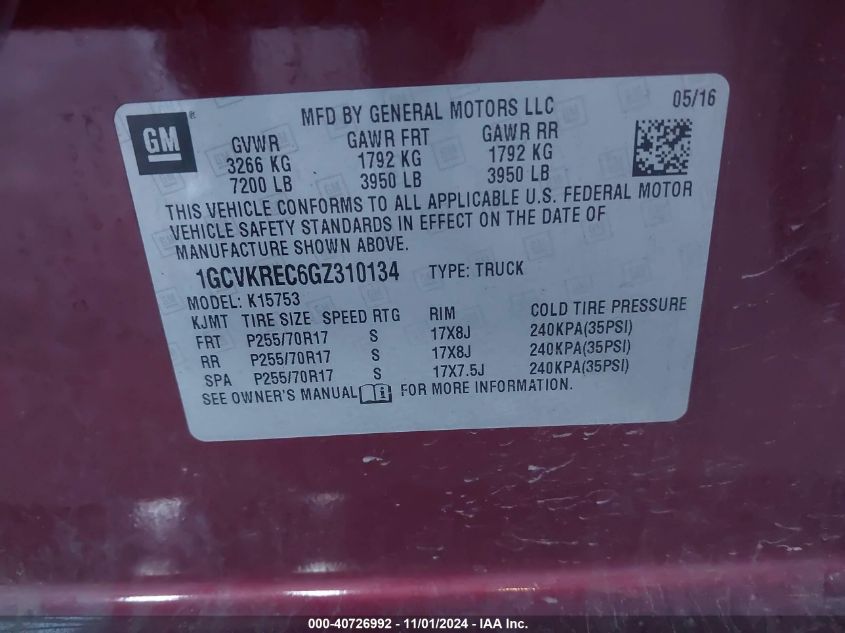 MFD BY GENERAL MOTORS LLC 05/16
GM®
GVWR GAWR FRT GAWR RR
3266 KG 1792 KG 1792 KG
7200 LB 3950 LB 3950 LB
THIS VEHICLE CONFORMS TO ALL APPLICABLE U.S. FEDERAL MOTOR
VEHICLE SAFETY STANDARDS IN EFFECT ON THE DATE OF
MANUFACTURE SHOWN ABOVE.
1GCVKREC6GZ310134 TYPE: TRUCK
MODEL: K15753
KJMT TIRE SIZE SPEED RTG RIM COLD TIRE PRESSURE
FRT P255/70R17 S 17X8J 240KPA(35PSI)
RR P255/70R17 S 17X8J 240KPA(35PSI)
SPA P255/70R17 S 17X7.5J 240KPA(35PSI)
SEE OWNER'S MANUAL FOR MORE INFORMATION.
000-40726992 - 11/01/2024 - IAA Inc.